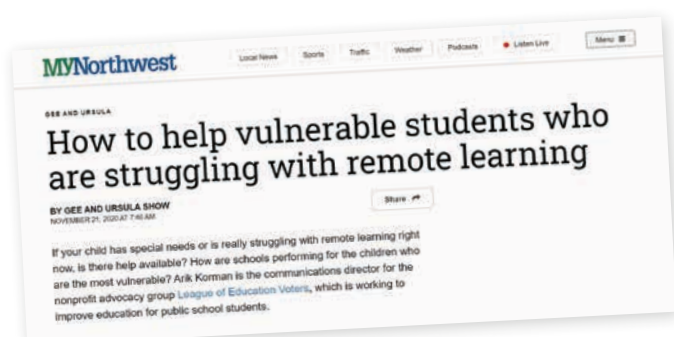 MYNorthwest
Local News Sports Traffic Weather Podcasts Listen Live Menu
GEE AND URSULA
How to help vulnerable students who
are struggling with remote learning
BY GEE AND URSULA SHOW
NOVEMBER 21, 2020 AT 7:46 AM
Share
If your child has special needs or is really struggling with remote learning right
now, is there help available? How are schools performing for the children who
are the most vulnerable? Arik Korman is the communications director for the
nonprofit advocacy group League of Education Voters, which is working to
improve education for public school students.